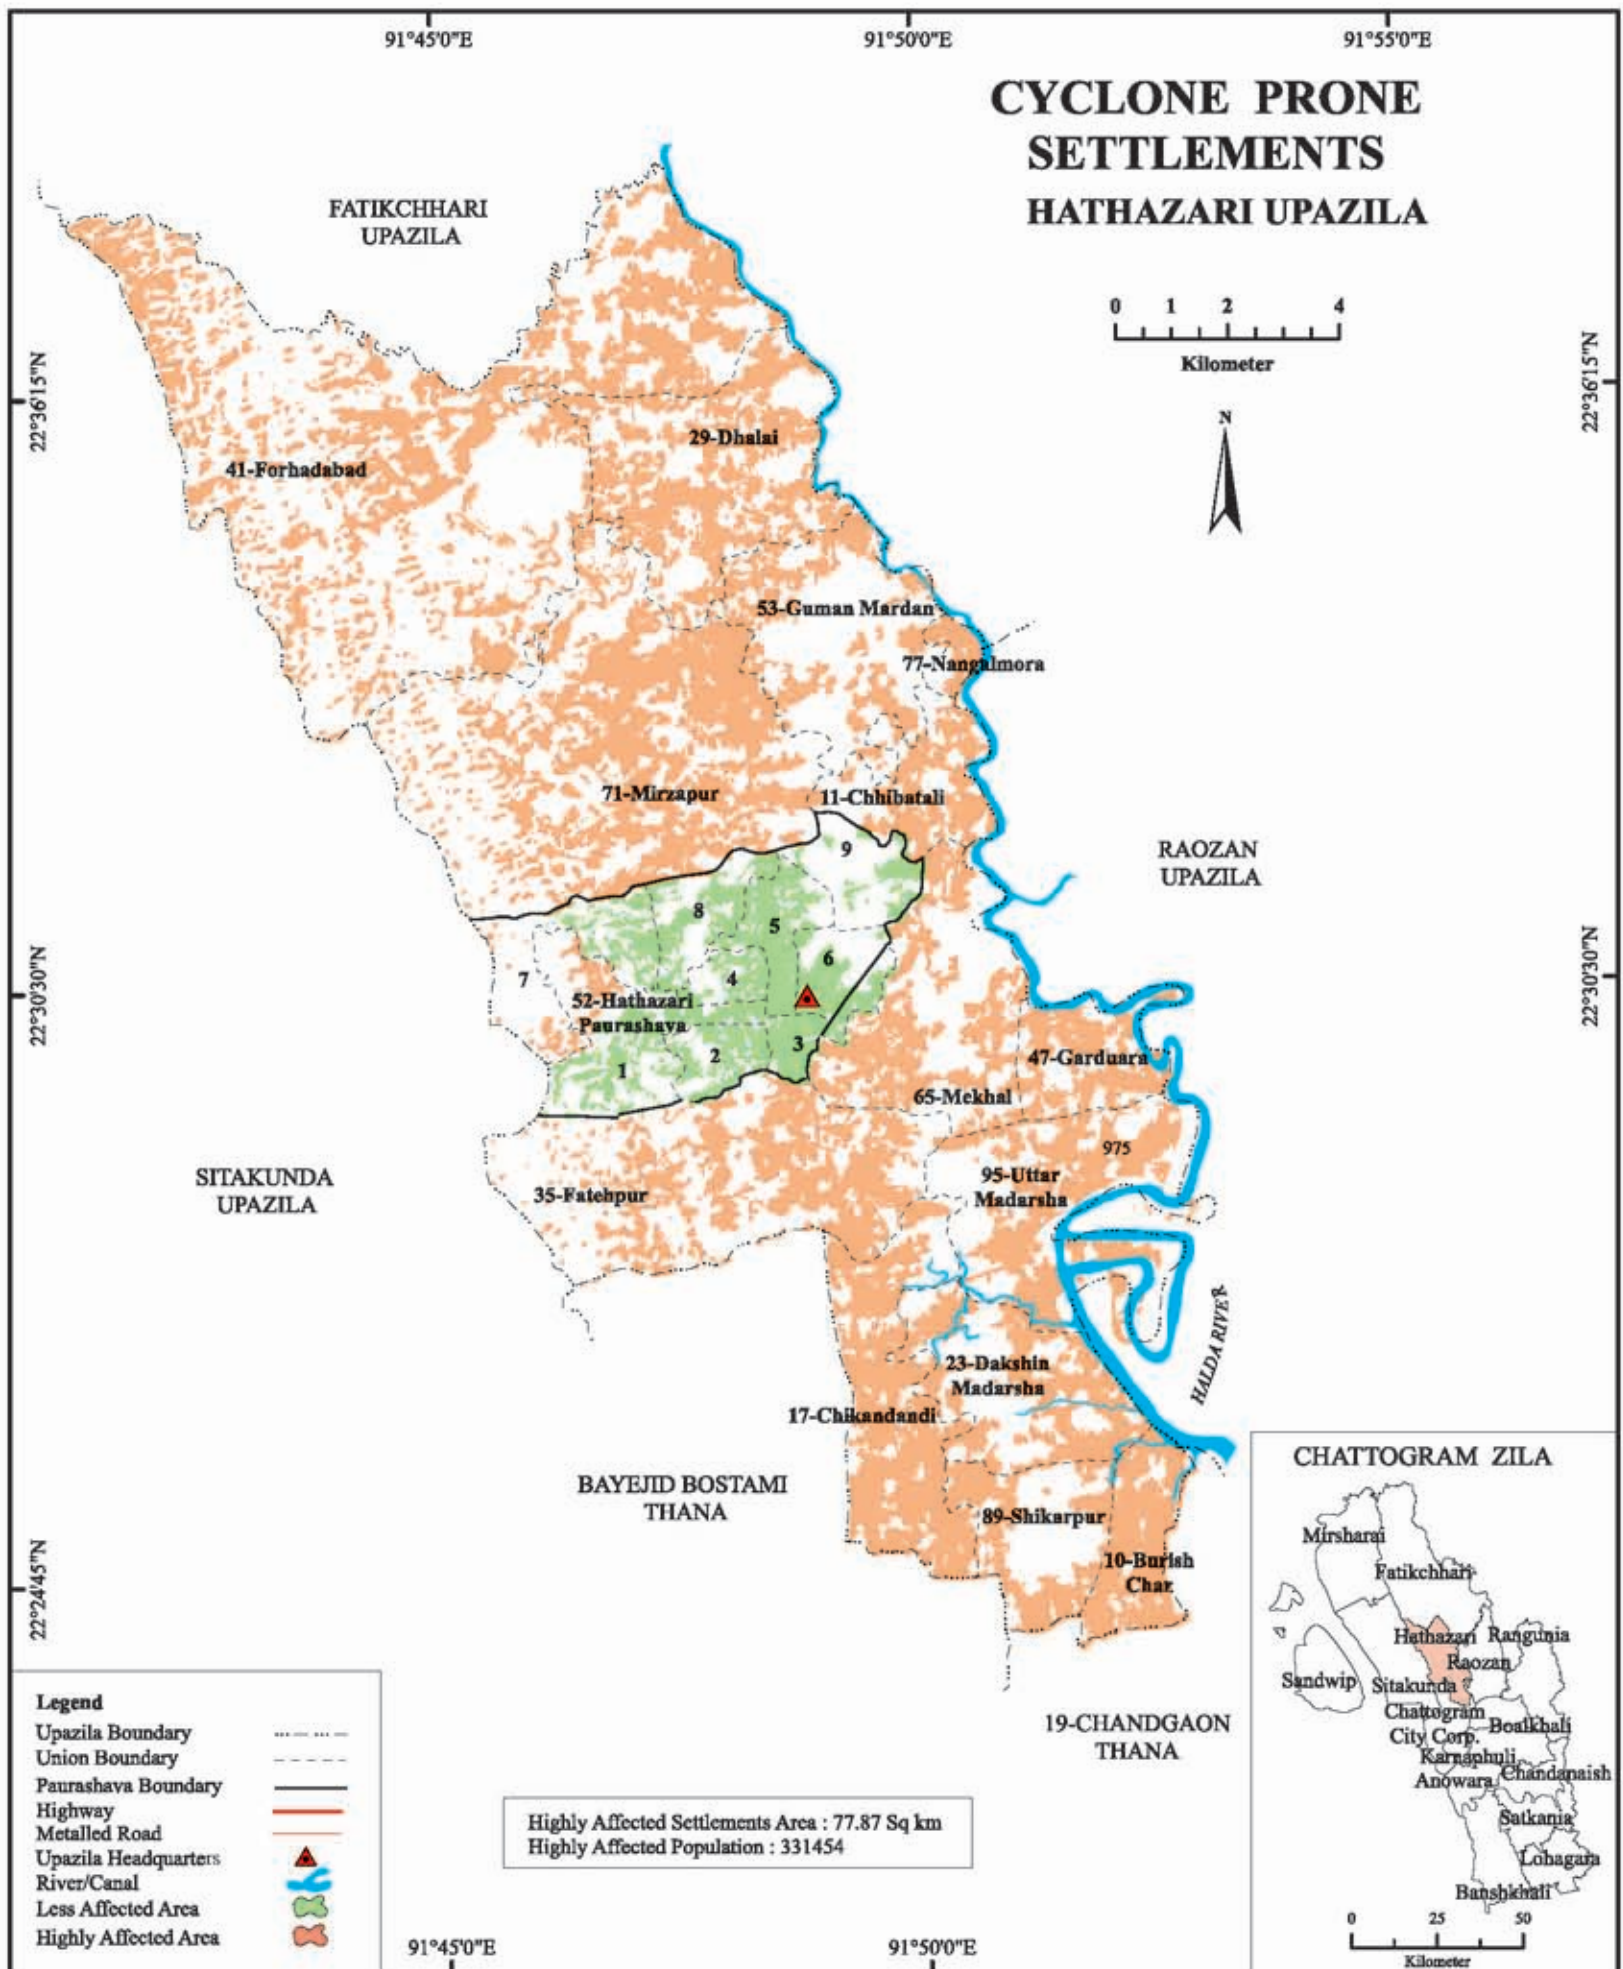 91°45'0"E
91°50'0"E
91°55'0"E
CYCLONE PRONE
SETTLEMENTS
HATHAZARI UPAZILA
FATIKCHHARI
UPAZILA
0 1 2 4
Kilometer
22°36'15"N
22°36'15"N
N
29-Dhalai
41-Forhadabad
53-Guman Mardan
77-Nangalmora
71-Mirzapur
11-Chhibatali
RAOZAN
UPAZILA
9
8
5
6
7
4
52-Hathazari
Paurashava
22°30'30"N
22°30'30"N
3
2
1
47-Garduara
65-Mekhal
975
95-Uttar
Madarsha
SITAKUNDA
UPAZILA
35-Fatehpur
HALDA RIVER
23-Dakshin
Madarsha
17-Chikandandi
BAYEJID BOSTAMI
THANA
89-Shikarpur
10-Burish
Char
22°24'45"N
19-CHANDGAON
THANA
CHATTOGRAM ZILA
Mirsharai
Fatikchhari
Hathazari
Rangunia
Raozan
Sandwip
Sitakunda
Chattogram
City Corp.
Boalkhali
Karnaphuli
Anowara
Chandanaish
Satkania
Lohagara
Banshkhali
0 25 50
Kilometer
Legend
Upazila Boundary
Union Boundary
Paurashava Boundary
Highway
Metalled Road
Upazila Headquarters
River/Canal
Less Affected Area
Highly Affected Area
Highly Affected Settlements Area : 77.87 Sq km
Highly Affected Population : 331454
91°45'0"E
91°50'0"E